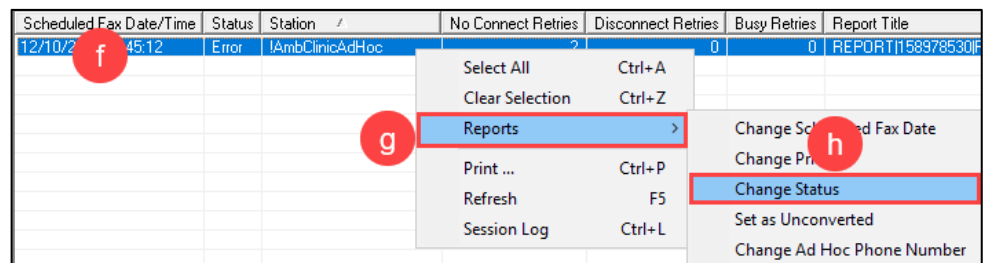 Scheduled Fax Date/Time Status Station / No Connect Retries Disconnect Retries Busy Retries Report Title
12/10/2 45:12 Error !AmbClinicAdHoc 2 0 0 REPORT|158978530|F
f
Select All Ctrl+A
Clear Selection Ctrl+Z
g
Reports >
Print ... Ctrl+P
Refresh F5
Session Log Ctrl+L
Change Sc ed Fax Date
h
Change Pri
Change Status
Set as Unconverted
Change Ad Hoc Phone Number